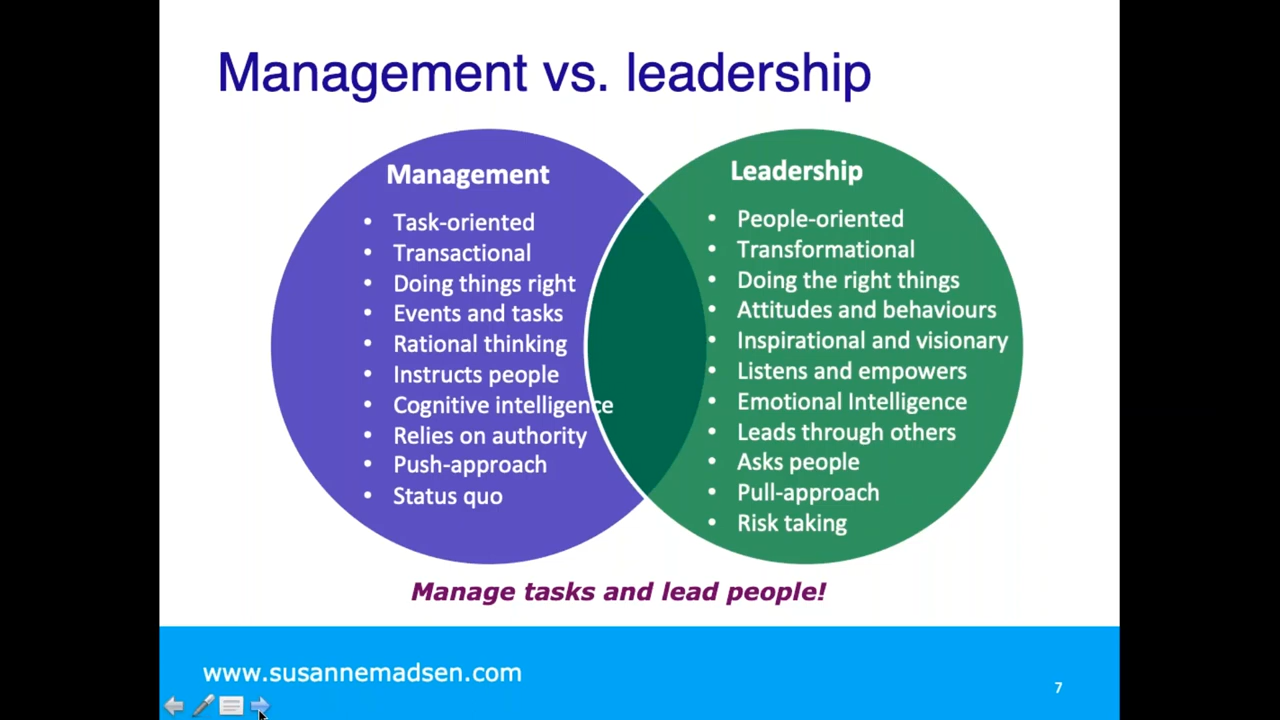 Management vs. leadership
Management
• Task-oriented
• Transactional
• Doing things right
• Events and tasks
• Rational thinking
• Instructs people
• Cognitive intelligence
• Relies on authority
• Push-approach
• Status quo
Leadership
• People-oriented
• Transformational
• Doing the right things
• Attitudes and behaviours
• Inspirational and visionary
• Listens and empowers
• Emotional Intelligence
• Leads through others
• Asks people
• Pull-approach
• Risk taking
Manage tasks and lead people!
www.susannemadsen.com
7